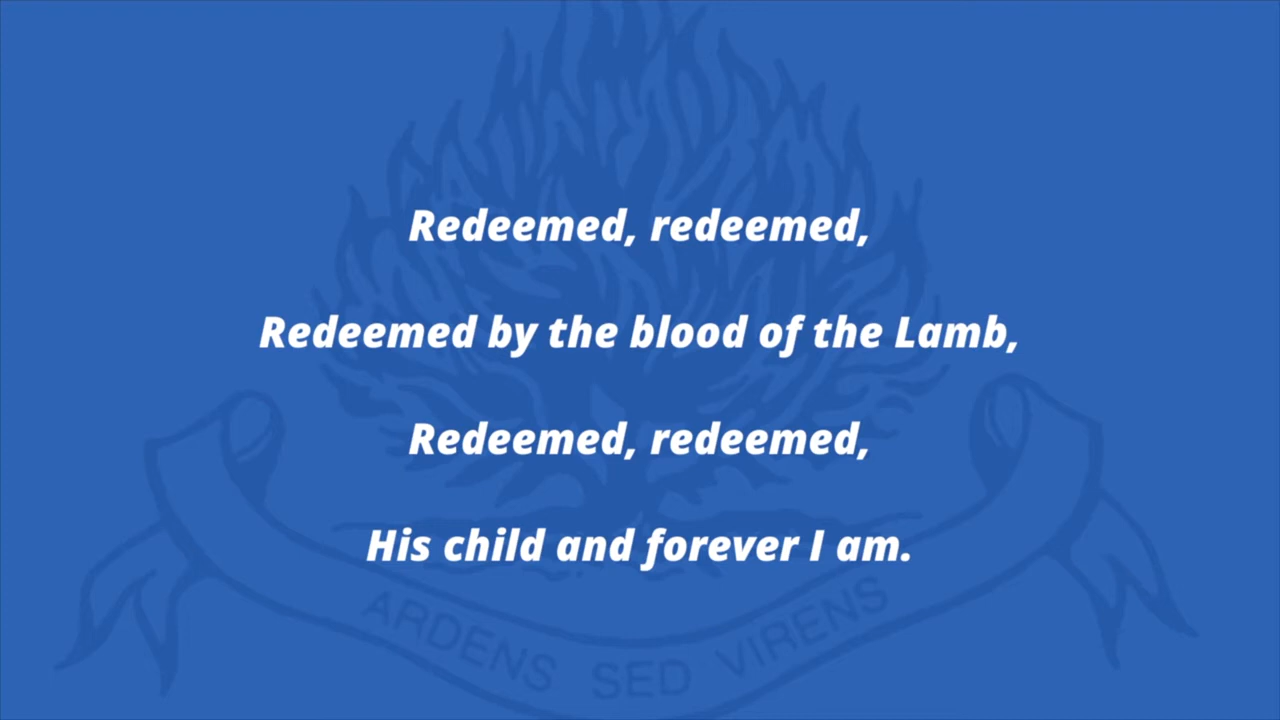 Redeemed, redeemed,
Redeemed by the blood of the Lamb,
Redeemed, redeemed,
His child and forever I am.
ARDENS SED VIRENS